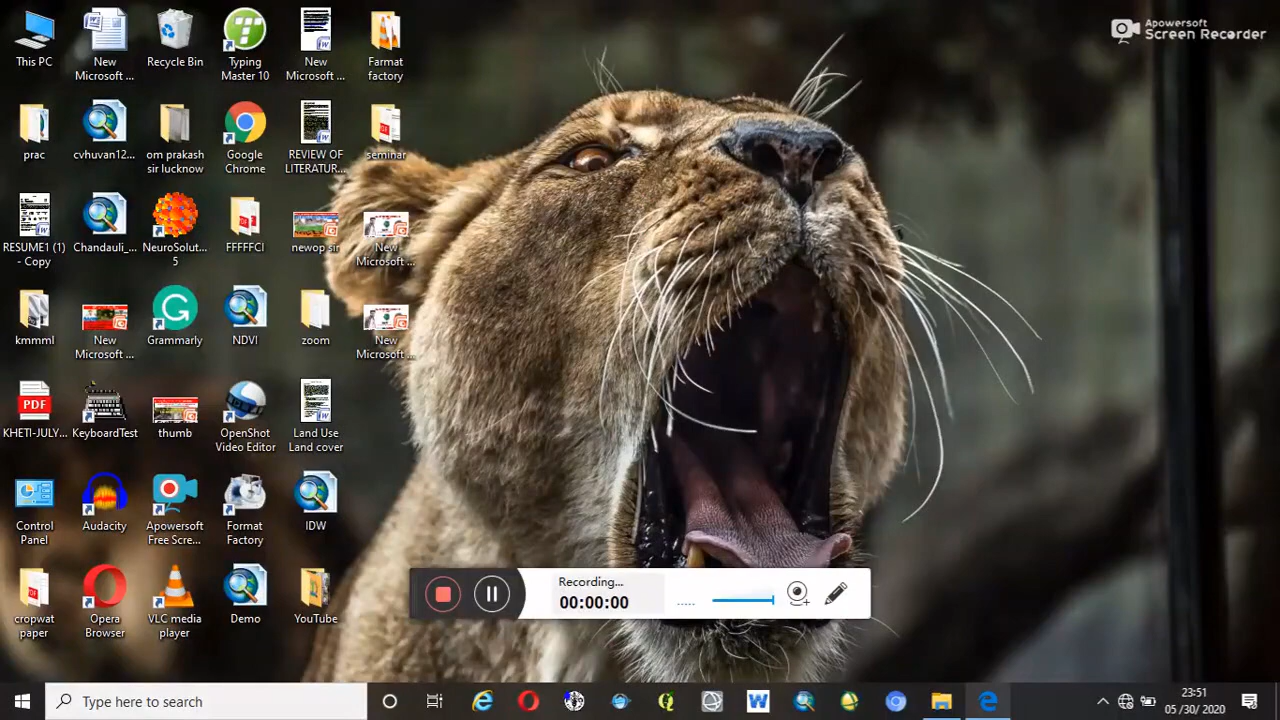 Apowersoft
Screen Recorder
This PC
New
Microsoft ...
Recycle Bin
Typing
Master 10
New
Microsoft ...
Farmat
factory
prac
cvhuvan12...
om prakash
sir lucknow
Google
Chrome
REVIEW OF
LITERATUR...
seminar
RESUME1 (1)
- Copy
Chandauli_...
NeuroSolut...
5
FFFFFCI
newop sir
New
Microsoft ...
kmmml
New
Microsoft ...
Grammarly
NDVI
zoom
New
Microsoft ...
PDF
KHETI-JULY...
KeyboardTest
thumb
OpenShot
Video Editor
Land Use
Land cover
Control
Panel
Audacity
Apowersoft
Free Scre...
Format
Factory
IDW
cropwat
paper
Opera
Browser
VLC media
player
Demo
YouTube
Recording...
00:00:00
Type here to search
23:51
05 /30/ 2020